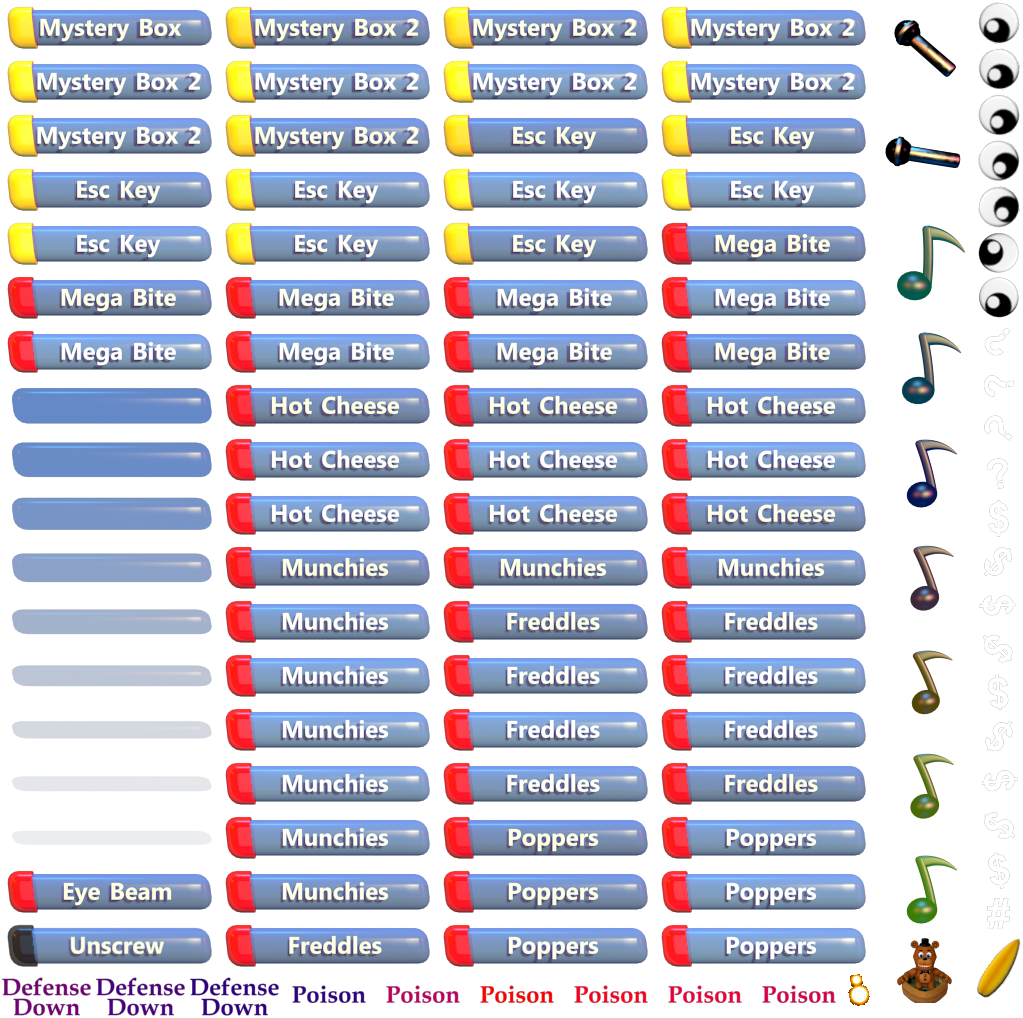 Mystery Box Mystery Box 2 Mystery Box 2 Mystery Box 2
Mystery Box 2 Mystery Box 2 Mystery Box 2 Mystery Box 2
Mystery Box 2 Mystery Box 2 Esc Key Esc Key
Esc Key Esc Key Esc Key Esc Key
Esc Key Esc Key Esc Key Mega Bite
Mega Bite Mega Bite Mega Bite Mega Bite
Mega Bite Mega Bite Mega Bite Mega Bite
?
?
Hot Cheese Hot Cheese Hot Cheese
?
Hot Cheese Hot Cheese Hot Cheese
?
Hot Cheese Hot Cheese Hot Cheese
$
Munchies Munchies Munchies
$
Munchies Freddles Freddles
$
Munchies Freddles Freddles
$
$
Munchies Freddles Freddles
$
Munchies Freddles Freddles
$
Munchies Poppers Poppers
$
Eye Beam Munchies Poppers Poppers
$
#
Unscrew Freddles Poppers Poppers
Defense Defense Defense
Down Down Down
Poison Poison Poison Poison Poison Poison